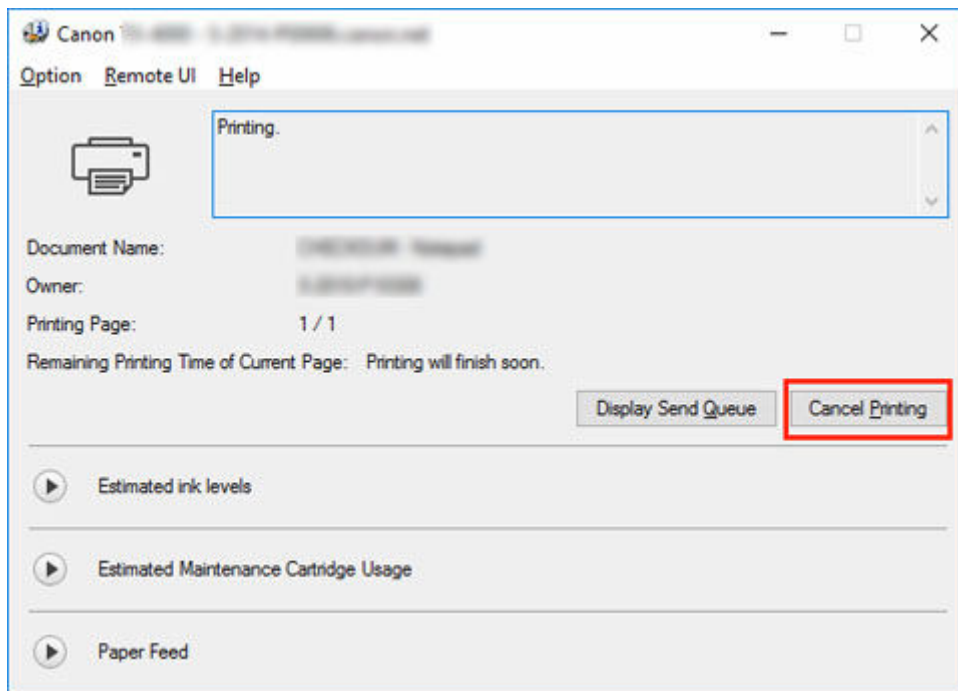 Canon
Option Remote UI Help
Printing.
Document Name:
Owner:
Printing Page: 1 / 1
Remaining Printing Time of Current Page: Printing will finish soon.
Display Send Queue Cancel Printing
Estimated ink levels
Estimated Maintenance Cartridge Usage
Paper Feed